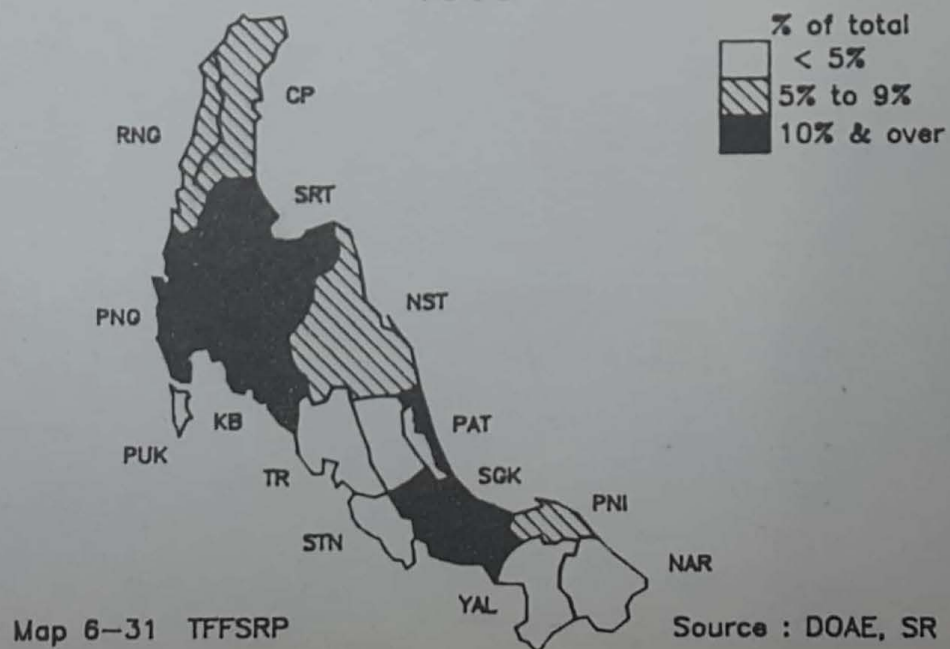 % of total
< 5%
5% to 9%
10% & over
CP
RNG
SRT
PNG
NST
KB
PUK
PAT
TR
SGK
PNI
STN
NAR
YAL
Map 6-31 TFFSRP
Source : DOAE, SR